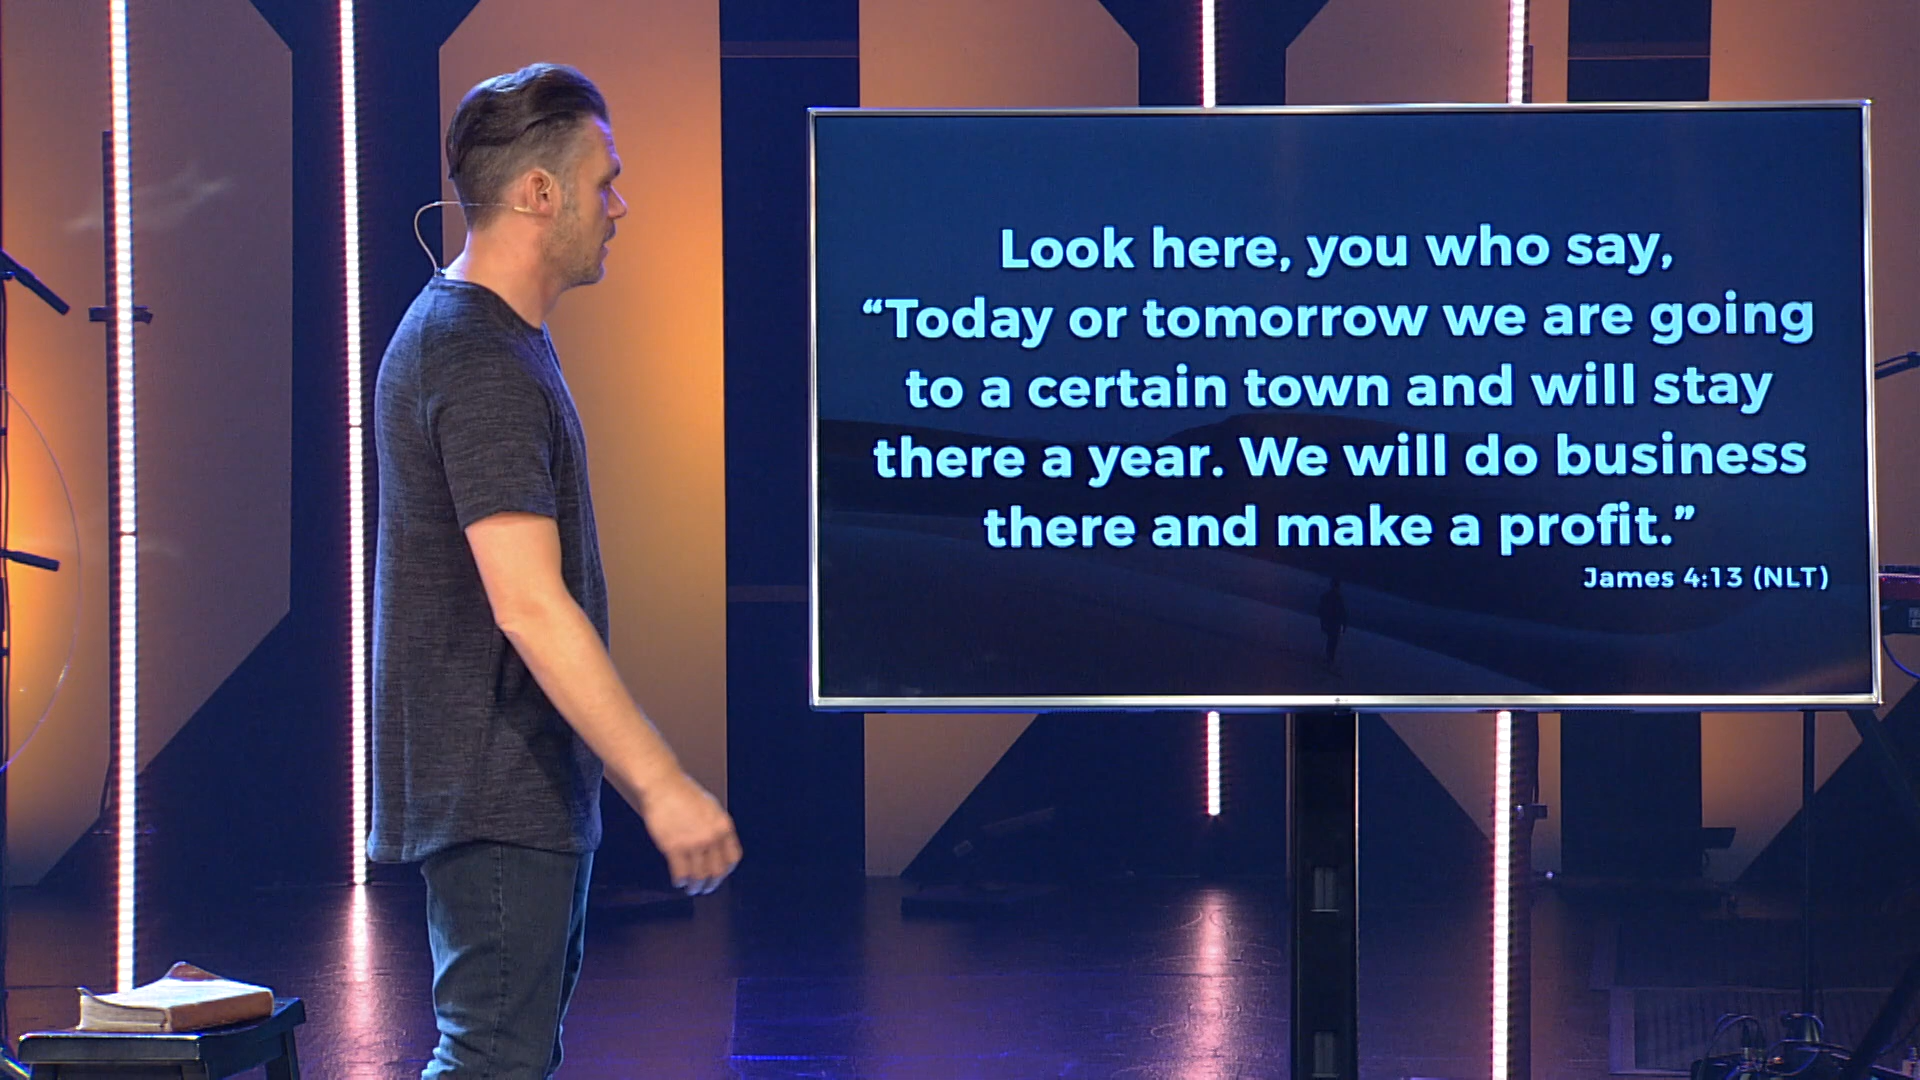 Look here, you who say,
“Today or tomorrow we are going
to a certain town and will stay
there a year. We will do business
there and make a profit.”
James 4:13 (NLT)